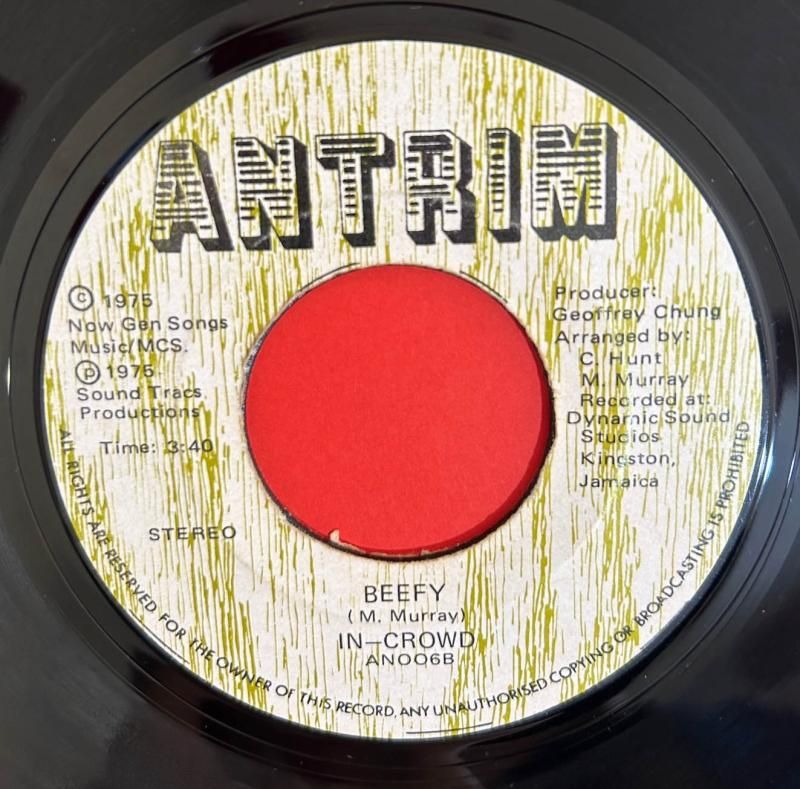 ANTRIM
© 1975
Now Gen Songs
Music/MCS.
℗ 1975
Sound Tracs
Productions
Time: 3:40
STEREO
Producer:
Geoffrey Chung
Arranged by:
C. Hunt
M. Murray
Recorded at:
Dynamic Sound
Studios
Kingston,
Jamaica
BEEFY
( M. Murray)
IN-CROWD
AN006B
ALL RIGHTS ARE RESERVED FOR THE OWNER OF THIS RECORD, ANY UNAUTHORISED COPYING OR BROADCASTING IS PROHIBITED